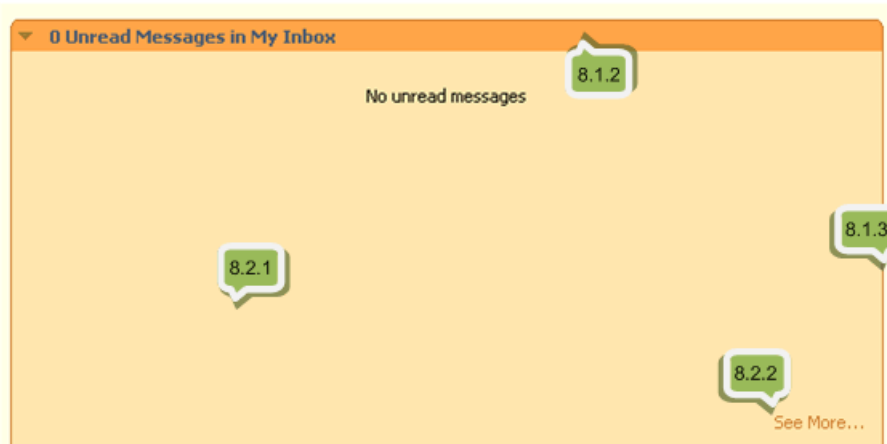 0 Unread Messages in My Inbox
8.1.2
No unread messages
8.1.3
8.2.1
8.2.2
See More...